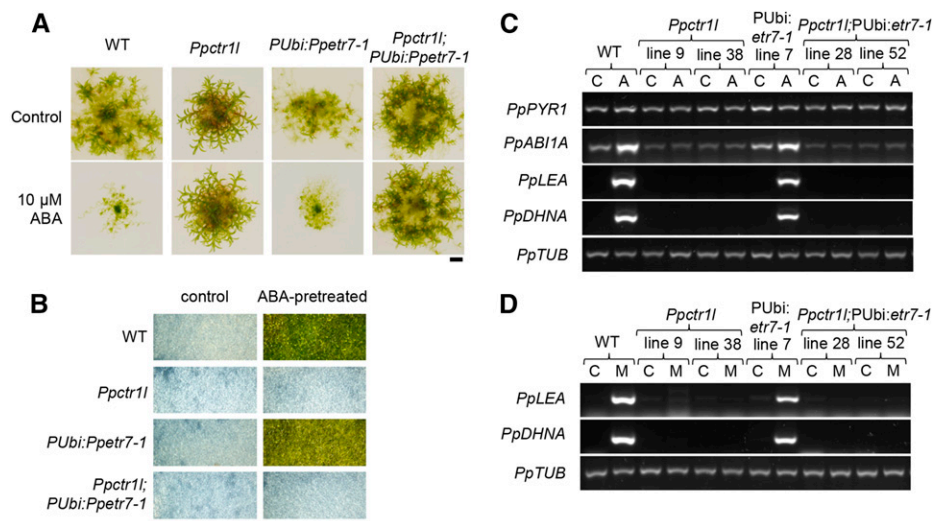 A
WT
Ppctr1l
PUbi:Ppetr7-1
Ppctr1l;
PUbi:Ppetr7-1
Control
10 µM
ABA
B
control
ABA-pretreated
WT
Ppctr1l
PUbi:Ppetr7-1
Ppctr1l;
PUbi:Ppetr7-1
C
WT
Ppctr1l
line 9
line 38
PUbi:
etr7-1
line 7
Ppctr1l;PUbi:etr7-1
line 28
line 52
C A C A C A C A C A C A
PpPYR1
PpABI1A
PpLEA
PpDHNA
PpTUB
D
WT
Ppctr1l
line 9
line 38
PUbi:
etr7-1
line 7
Ppctr1l;PUbi:etr7-1
line 28
line 52
C M C M C M C M C M C M
PpLEA
PpDHNA
PpTUB